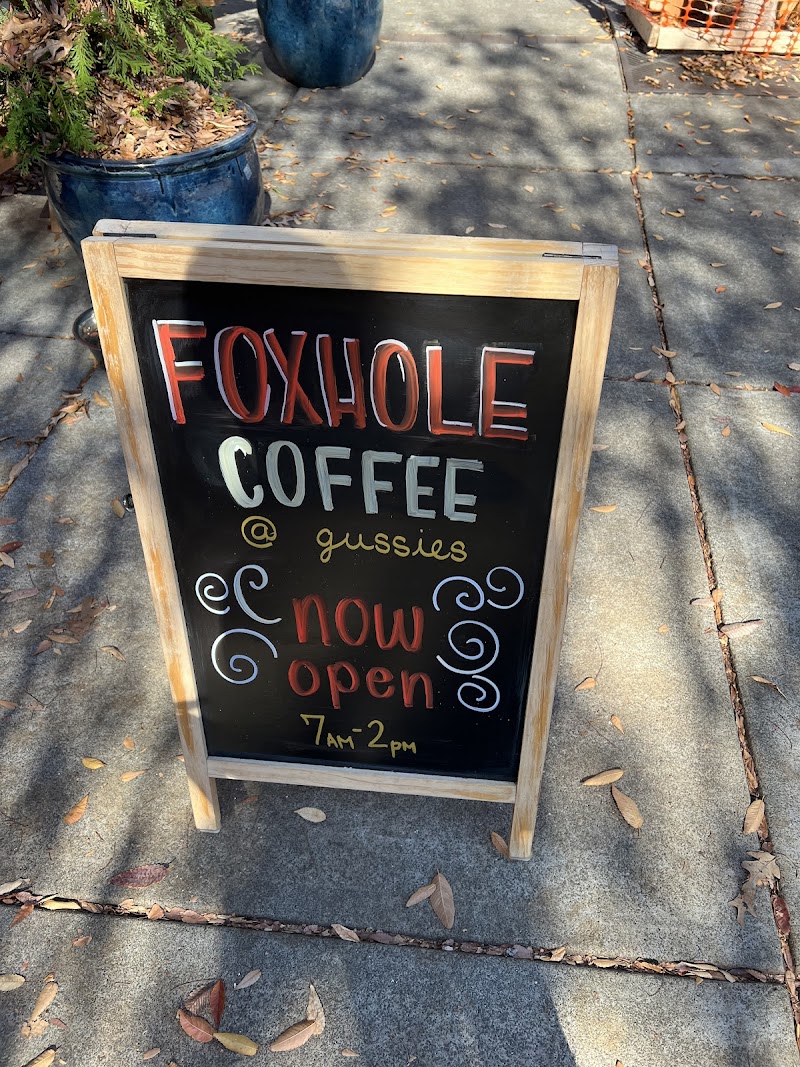 FOXHOLE
COFFEE
@ gussies
now
open
7AM-2pm